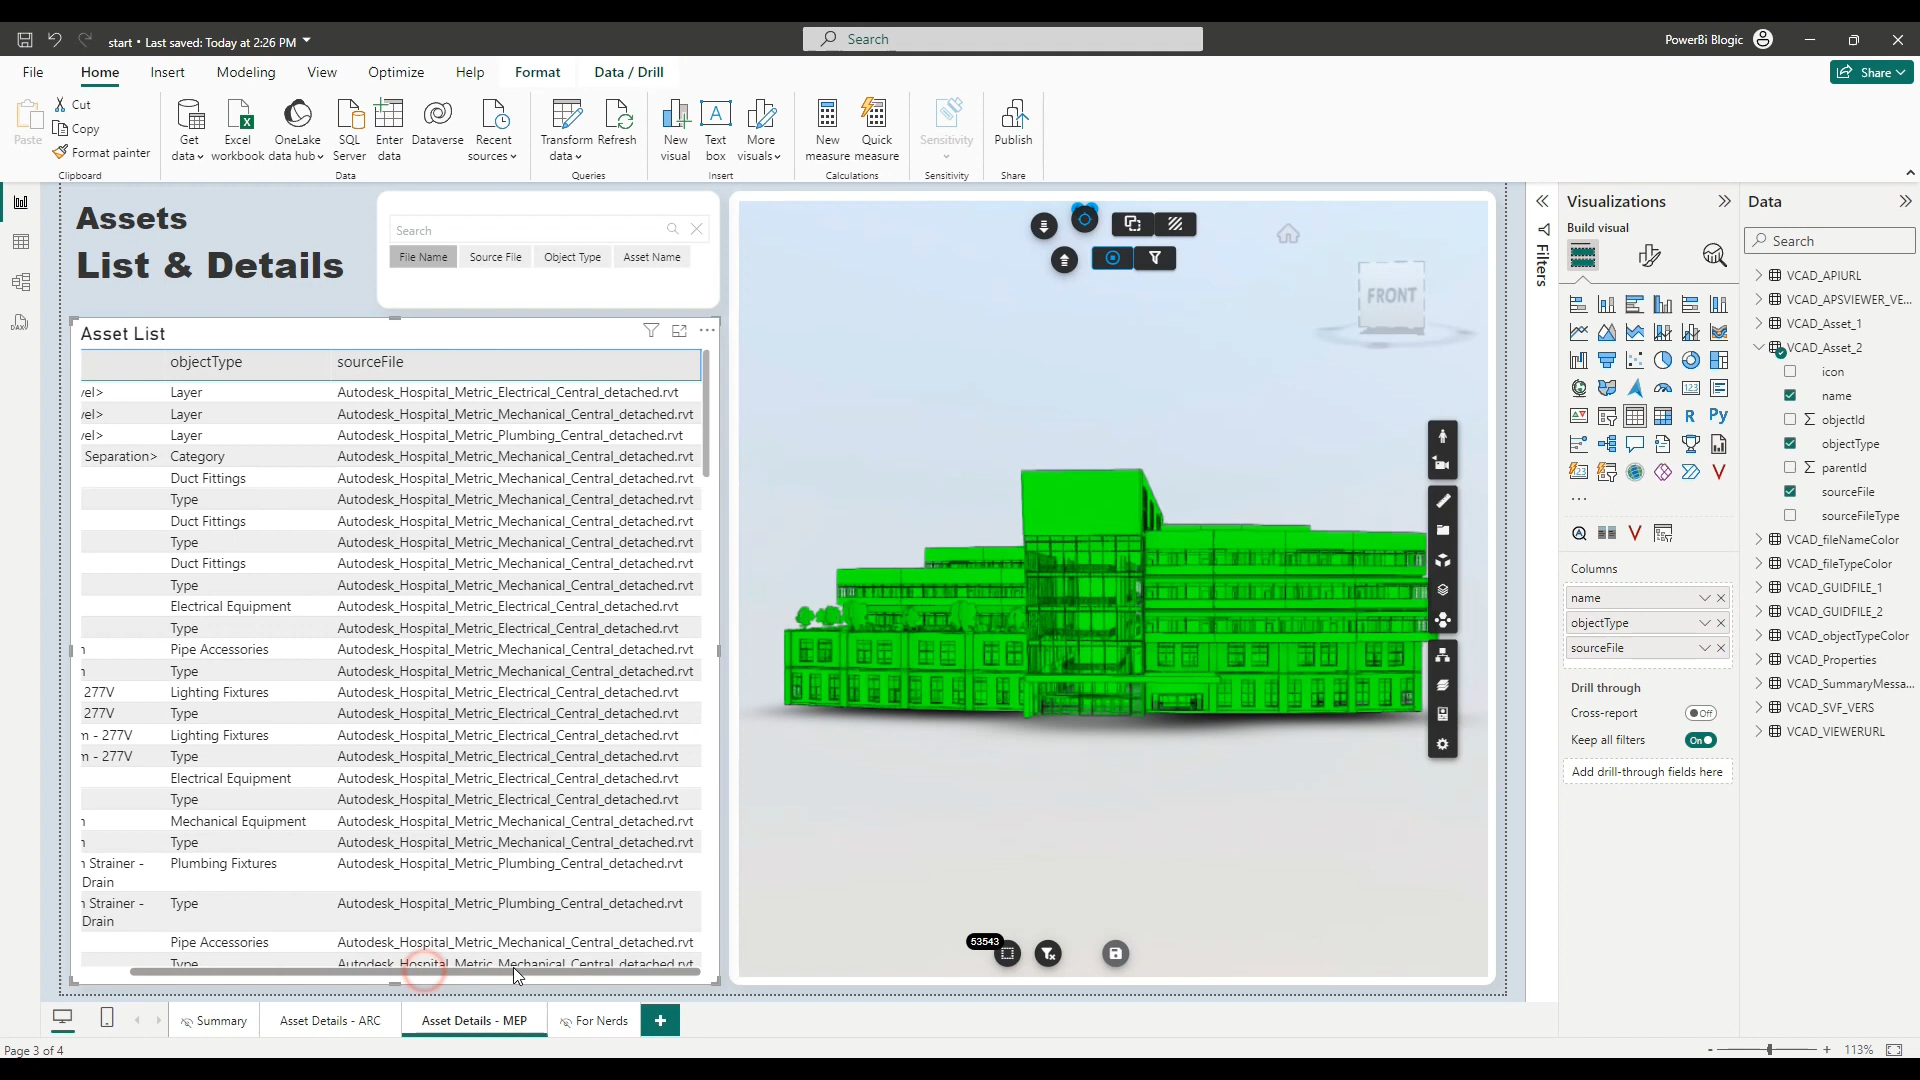 start • Last saved: Today at 2:26 PM
Search
PowerBi Blogic
File
Home
Insert
Modeling
View
Optimize
Help
Format
Data / Drill
Share
Paste
Cut
Copy
Format painter
Clipboard
Get data
Excel workbook
OneLake data hub
SQL Server
Enter data
Dataverse
Recent sources
Data
Transform data
Refresh
Queries
New visual
Text box
More visuals
Insert
New measure
Quick measure
Calculations
Sensitivity
Sensitivity
Publish
Share
Assets
List & Details
Search
File Name
Source File
Object Type
Asset Name
Asset List
objectType sourceFile
vel> Layer Autodesk_Hospital_Metric_Electrical_Central_detached.rvt
vel> Layer Autodesk_Hospital_Metric_Mechanical_Central_detached.rvt
vel> Layer Autodesk_Hospital_Metric_Plumbing_Central_detached.rvt
Separation> Category Autodesk_Hospital_Metric_Mechanical_Central_detached.rvt
Duct Fittings Autodesk_Hospital_Metric_Mechanical_Central_detached.rvt
Type Autodesk_Hospital_Metric_Mechanical_Central_detached.rvt
Duct Fittings Autodesk_Hospital_Metric_Mechanical_Central_detached.rvt
Type Autodesk_Hospital_Metric_Mechanical_Central_detached.rvt
Duct Fittings Autodesk_Hospital_Metric_Mechanical_Central_detached.rvt
Type Autodesk_Hospital_Metric_Mechanical_Central_detached.rvt
Electrical Equipment Autodesk_Hospital_Metric_Electrical_Central_detached.rvt
Type Autodesk_Hospital_Metric_Electrical_Central_detached.rvt
n Pipe Accessories Autodesk_Hospital_Metric_Mechanical_Central_detached.rvt
n Type Autodesk_Hospital_Metric_Mechanical_Central_detached.rvt
277V Lighting Fixtures Autodesk_Hospital_Metric_Electrical_Central_detached.rvt
277V Type Autodesk_Hospital_Metric_Electrical_Central_detached.rvt
m - 277V Lighting Fixtures Autodesk_Hospital_Metric_Electrical_Central_detached.rvt
m - 277V Type Autodesk_Hospital_Metric_Electrical_Central_detached.rvt
Electrical Equipment Autodesk_Hospital_Metric_Electrical_Central_detached.rvt
Type Autodesk_Hospital_Metric_Electrical_Central_detached.rvt
n Mechanical Equipment Autodesk_Hospital_Metric_Mechanical_Central_detached.rvt
n Type Autodesk_Hospital_Metric_Mechanical_Central_detached.rvt
n Strainer - Plumbing Fixtures Autodesk_Hospital_Metric_Plumbing_Central_detached.rvt
Drain
n Strainer - Type Autodesk_Hospital_Metric_Plumbing_Central_detached.rvt
Drain
Pipe Accessories Autodesk_Hospital_Metric_Mechanical_Central_detached.rvt
Type Autodesk_Hospital_Metric_Mechanical_Central_detached.rvt
FRONT
53543
Filters
Visualizations
Build visual
123
R
Py
Columns
name
objectType
sourceFile
Drill through
Cross-report
Off
Keep all filters
On
Add drill-through fields here
Data
Search
VCAD_APIURL
VCAD_APSVIEWER_VE...
VCAD_Asset_1
VCAD_Asset_2
icon
name
∑ objectId
objectType
∑ parentId
sourceFile
sourceFileType
VCAD_fileNameColor
VCAD_fileTypeColor
VCAD_GUIDFILE_1
VCAD_GUIDFILE_2
VCAD_objectTypeColor
VCAD_Properties
VCAD_SummaryMessa...
VCAD_SVF_VERS
VCAD_VIEWERURL
Summary
Asset Details - ARC
Asset Details - MEP
For Nerds
Page 3 of 4
- + 113%